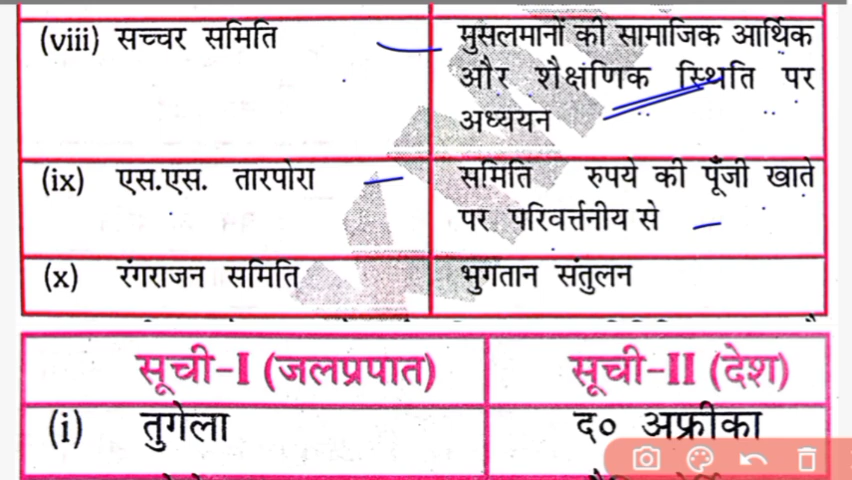 (viii) सच्चर समिति
मुसलमानों की सामाजिक आर्थिक
और शैक्षणिक स्थिति पर
अध्ययन
(ix) एस.एस. तारपोरा
समिति रुपये की पूँजी खाते
पर परिवर्त्तनीय से
(x) रंगराजन समिति
भुगतान संतुलन
सूची-I (जलप्रपात)
सूची-II (देश)
(i) तुगेला
द० अफ्रीका